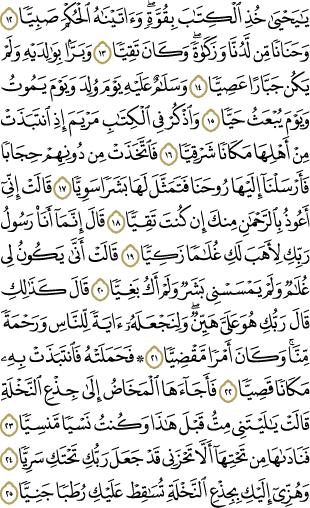 يَٰيَحۡيَىٰ خُذِ ٱلۡكِتَٰبَ بِقُوَّةٖۖ وَءَاتَيۡنَٰهُ ٱلۡحُكۡمَ صَبِيّٗا ١٢
وَحَنَانٗا مِّن لَّدُنَّا وَزَكَوٰةٗۖ وَكَانَ تَقِيّٗا ١٣ وَبَرَّۢا بِوَٰلِدَيۡهِ وَلَمۡ
يَكُن جَبَّارًا عَصِيّٗا ١٤ وَسَلَٰمٌ عَلَيۡهِ يَوۡمَ وُلِدَ وَيَوۡمَ يَمُوتُ
وَيَوۡمَ يُبۡعَثُ حَيّٗا ١٥ وَٱذۡكُرۡ فِي ٱلۡكِتَٰبِ مَرۡيَمَ إِذِ ٱنتَبَذَتۡ
مِنۡ أَهۡلِهَا مَكَانٗا شَرۡقِيّٗا ١٦ فَٱتَّخَذَتۡ مِن دُونِهِمۡ حِجَابٗا
فَأَرۡسَلۡنَآ إِلَيۡهَا رُوحَنَا فَتَمَثَّلَ لَهَا بَشَرٗا سَوِيّٗا ١٧ قَالَتۡ إِنِّيٓ
أَعُوذُ بِٱلرَّحۡمَٰنِ مِنكَ إِن كُنتَ تَقِيّٗا ١٨ قَالَ إِنَّمَآ أَنَا۠ رَسُولُ
رَبِّكِ لِأَهَبَ لَكِ غُلَٰمٗا زَكِيّٗا ١٩ قَالَتۡ أَنَّىٰ يَكُونُ لِي
غُلَٰمٞ وَلَمۡ يَمۡسَسۡنِي بَشَرٞ وَلَمۡ أَكُ بَغِيّٗا ٢٠ قَالَ كَذَٰلِكِ
قَالَ رَبُّكِ هُوَ عَلَيَّ هَيِّنٞۖ وَلِنَجۡعَلَهُۥٓ ءَايَةٗ لِّلنَّاسِ وَرَحۡمَةٗ
مِّنَّاۚ وَكَانَ أَمۡرٗا مَّقۡضِيّٗا ٢١ ۞ فَحَمَلَتۡهُ فَٱنتَبَذَتۡ بِهِۦ
مَكَانٗا قَصِيّٗا ٢٢ فَأَجَآءَهَا ٱلۡمَخَاضُ إِلَىٰ جِذۡعِ ٱلنَّخۡلَةِ
قَالَتۡ يَٰلَيۡتَنِي مِتُّ قَبۡلَ هَٰذَا وَكُنتُ نَسۡيٗا مَّنسِيّٗا ٢٣
فَنَادَىٰهَا مِن تَحۡتِهَآ أَلَّا تَحۡزَنِي قَدۡ جَعَلَ رَبُّكِ تَحۡتَكِ سَرِيّٗا ٢٤
وَهُزِّيٓ إِلَيۡكِ بِجِذۡعِ ٱلنَّخۡلَةِ تُسَٰقِطۡ عَلَيۡكِ رُطَبٗا جَنِيّٗا ٢٥